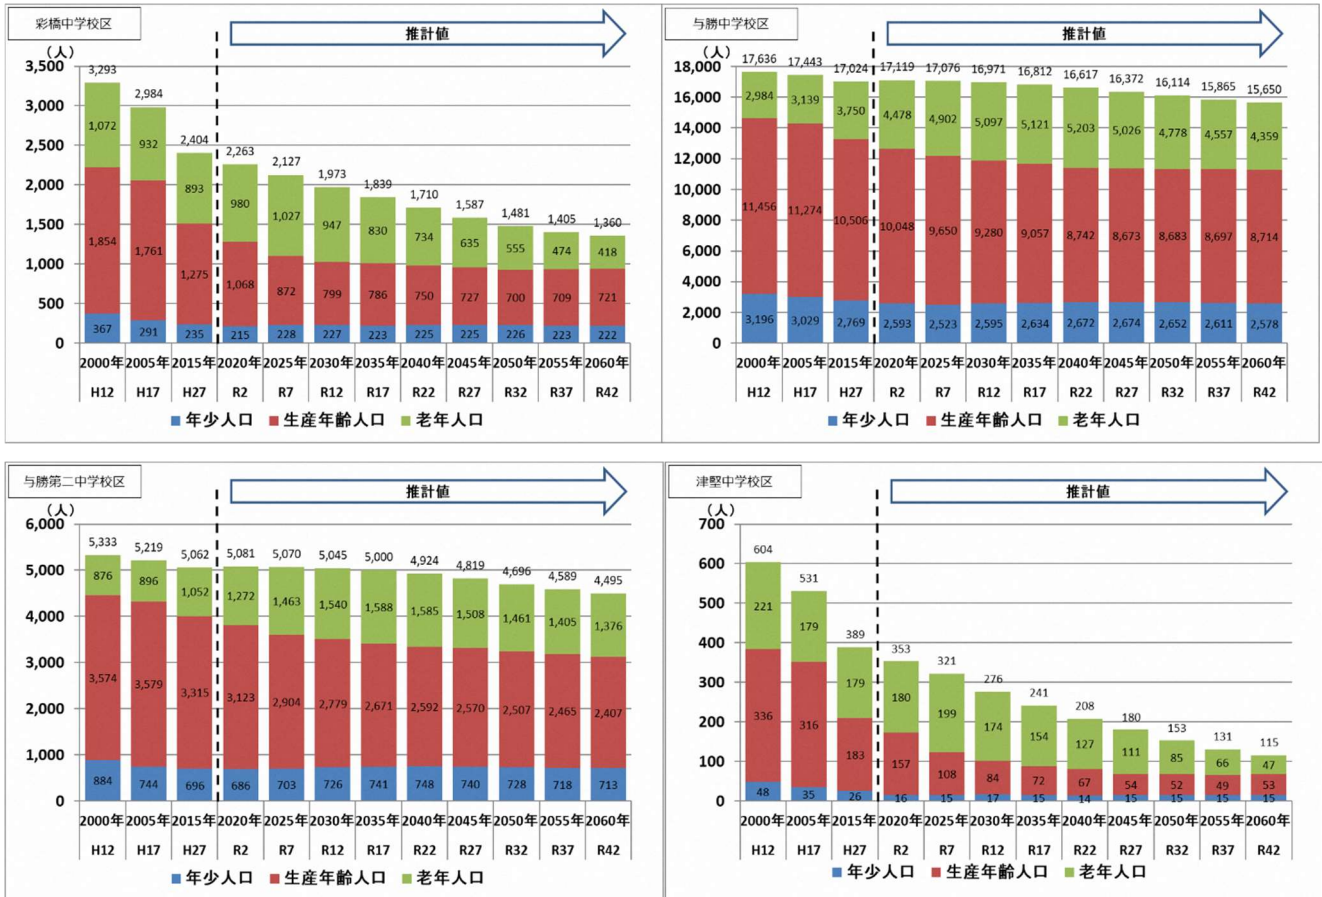 彩橋中学校区
推計値
（人）
3,500
3,000
2,500
2,000
1,500
1,000
500
0
3,293 2,984 2,404 2,263 2,127 1,973 1,839 1,710 1,587 1,481 1,405 1,360
1,072 932 893 980 1,027 947 830 734 635 555 474 418
1,854 1,761 1,275 1,068 872 799 786 750 727 700 709 721
367 291 235 215 228 227 223 225 225 226 223 222
2000年 2005年 2015年 2020年 2025年 2030年 2035年 2040年 2045年 2050年 2055年 2060年
H12 H17 H27 R2 R7 R12 R17 R22 R27 R32 R37 R42
年少人口 生産年齢人口 老年人口
与勝中学校区
推計値
（人）
18,000
16,000
14,000
12,000
10,000
8,000
6,000
4,000
2,000
0
17,636 17,443 17,024 17,119 17,076 16,971 16,812 16,617 16,372 16,114 15,865 15,650
2,984 3,139 3,750 4,478 4,902 5,097 5,121 5,203 5,026 4,778 4,557 4,359
11,456 11,274 10,506 10,048 9,650 9,280 9,057 8,742 8,673 8,683 8,697 8,714
3,196 3,029 2,769 2,593 2,523 2,595 2,634 2,672 2,674 2,652 2,611 2,578
2000年 2005年 2015年 2020年 2025年 2030年 2035年 2040年 2045年 2050年 2055年 2060年
H12 H17 H27 R2 R7 R12 R17 R22 R27 R32 R37 R42
年少人口 生産年齢人口 老年人口
与勝第二中学校区
推計値
（人）
6,000
5,000
4,000
3,000
2,000
1,000
0
5,333 5,219 5,062 5,081 5,070 5,045 5,000 4,924 4,819 4,696 4,589 4,495
876 896 1,052 1,272 1,463 1,540 1,588 1,585 1,508 1,461 1,405 1,376
3,574 3,579 3,315 3,123 2,904 2,779 2,671 2,592 2,570 2,507 2,465 2,407
884 744 696 686 703 726 741 748 740 728 718 713
2000年 2005年 2015年 2020年 2025年 2030年 2035年 2040年 2045年 2050年 2055年 2060年
H12 H17 H27 R2 R7 R12 R17 R22 R27 R32 R37 R42
年少人口 生産年齢人口 老年人口
津堅中学校区
推計値
（人）
700
600
500
400
300
200
100
0
604 531 389 353 321 276 241 208 180 153 131 115
221 179 179 180 199 174 154 127 111 85 66 47
336 316 183 157 108 84 72 67 54 52 49 53
48 35 26 16 15 17 15 14 15 15 15 15
2000年 2005年 2015年 2020年 2025年 2030年 2035年 2040年 2045年 2050年 2055年 2060年
H12 H17 H27 R2 R7 R12 R17 R22 R27 R32 R37 R42
年少人口 生産年齢人口 老年人口